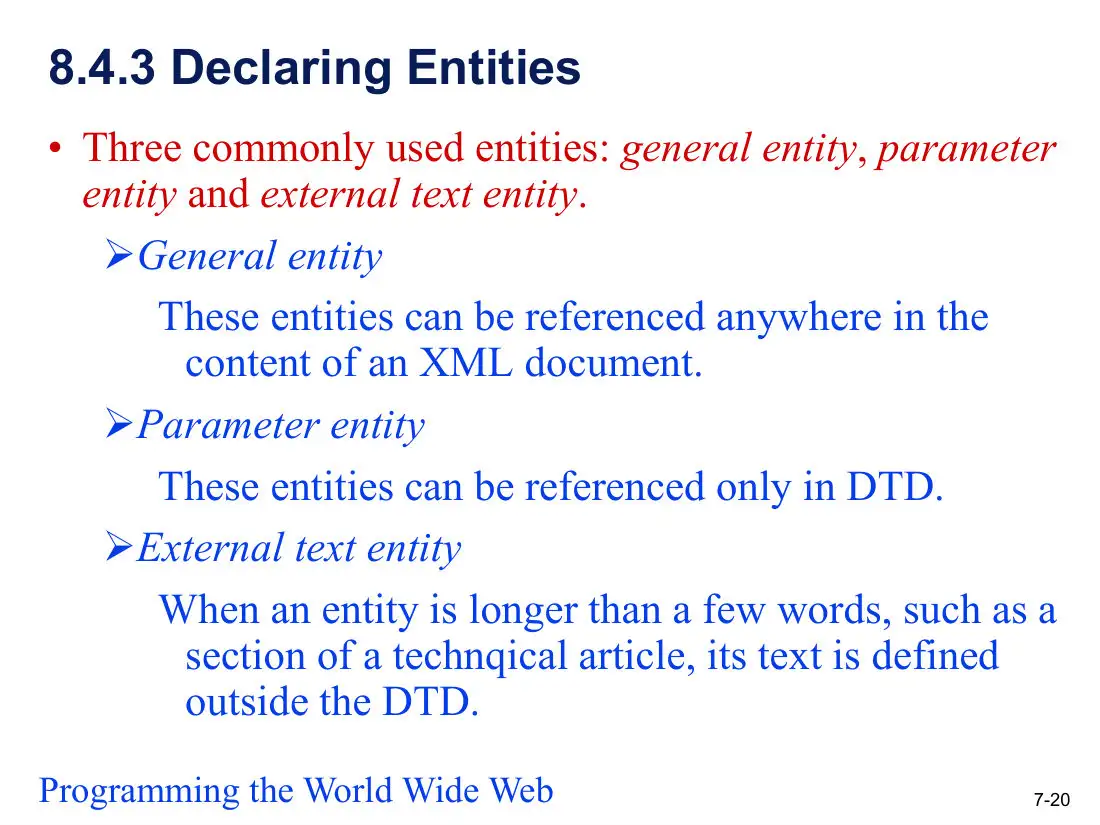 8.4.3 Declaring Entities
• Three commonly used entities: general entity, parameter
entity and external text entity.
➢General entity
These entities can be referenced anywhere in the
content of an XML document.
➢Parameter entity
These entities can be referenced only in DTD.
➢External text entity
When an entity is longer than a few words, such as a
section of a technqical article, its text is defined
outside the DTD.
Programming the World Wide Web
7-20